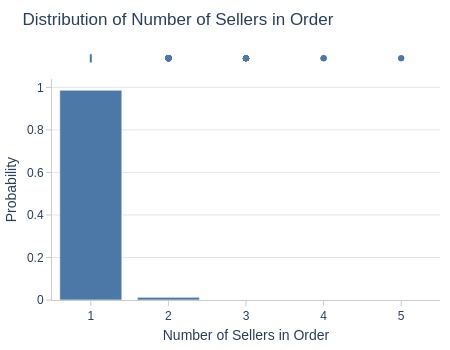 Distribution of Number of Sellers in Order
1
0.8
0.6
0.4
0.2
0
Probability
1 2 3 4 5
Number of Sellers in Order